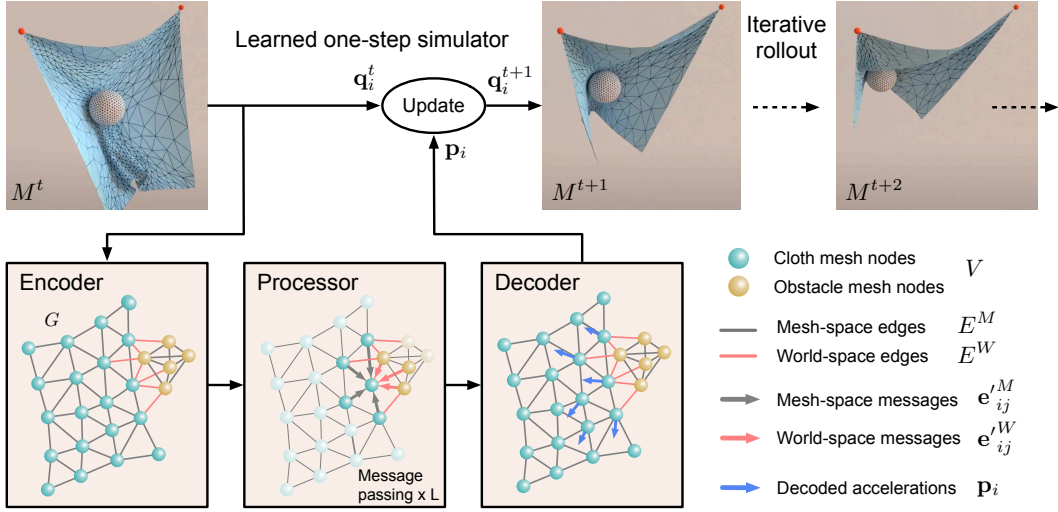 Learned one-step simulator
Iterative
rollout
q_i^t
Update
q_i^{t+1}
p_i
M^t
M^{t+1}
M^{t+2}
Encoder
G
Processor
Message
passing x L
Decoder
Cloth mesh nodes
Obstacle mesh nodes
V
Mesh-space edges E^M
World-space edges E^W
Mesh-space messages e'^M_{ij}
World-space messages e'^W_{ij}
Decoded accelerations p_i